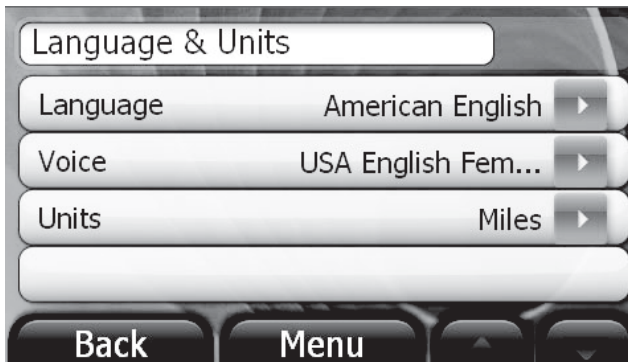 Language & Units
Language American English
Voice USA English Fem...
Units Miles
Back Menu